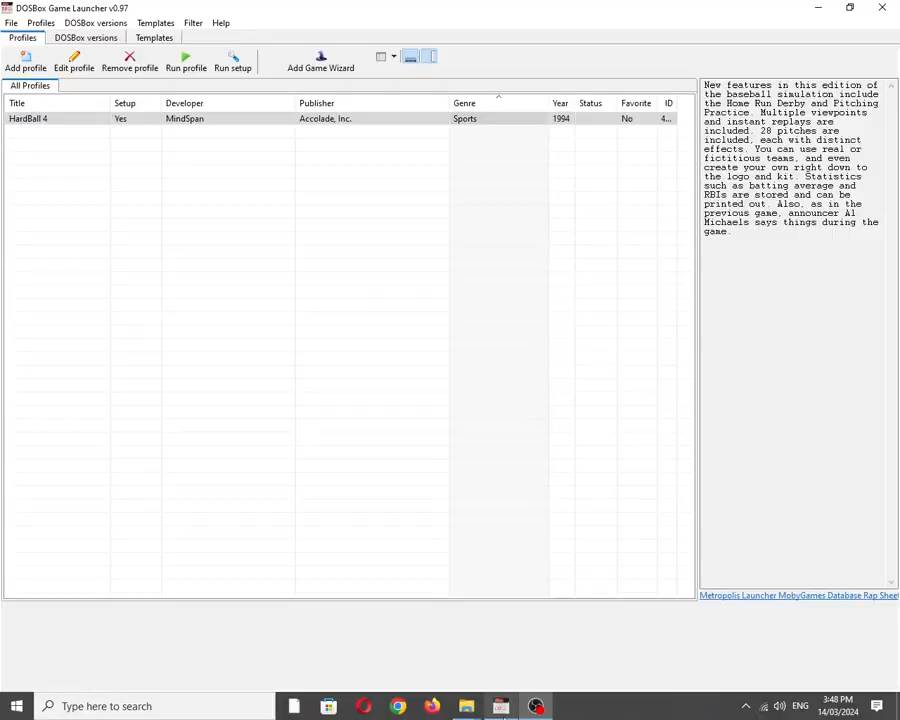 DOSBox Game Launcher v0.97
File Profiles DOSBox versions Templates Filter Help
Profiles DOSBox versions Templates
Add profile Edit profile Remove profile Run profile Run setup Add Game Wizard
All Profiles
Title Setup Developer Publisher Genre Year Status Favorite ID
HardBall 4 Yes MindSpan Accolade, Inc. Sports 1994 No 4...
New features in this edition of
the baseball simulation include
the Home Run Derby and Pitching
Practice. Multiple viewpoints
and instant replays are
included. 28 pitches are
included, each with distinct
effects. You can use real or
fictitious teams, and even
create your own right down to
the logo and kit. Statistics
such as batting average and
RBIs are stored and can be
printed out. Also, as in the
previous game, announcer Al
Michaels says things during the
game.
Metropolis Launcher MobyGames Database Rap Sheet
Type here to search
ENG
3:48 PM
14/03/2024